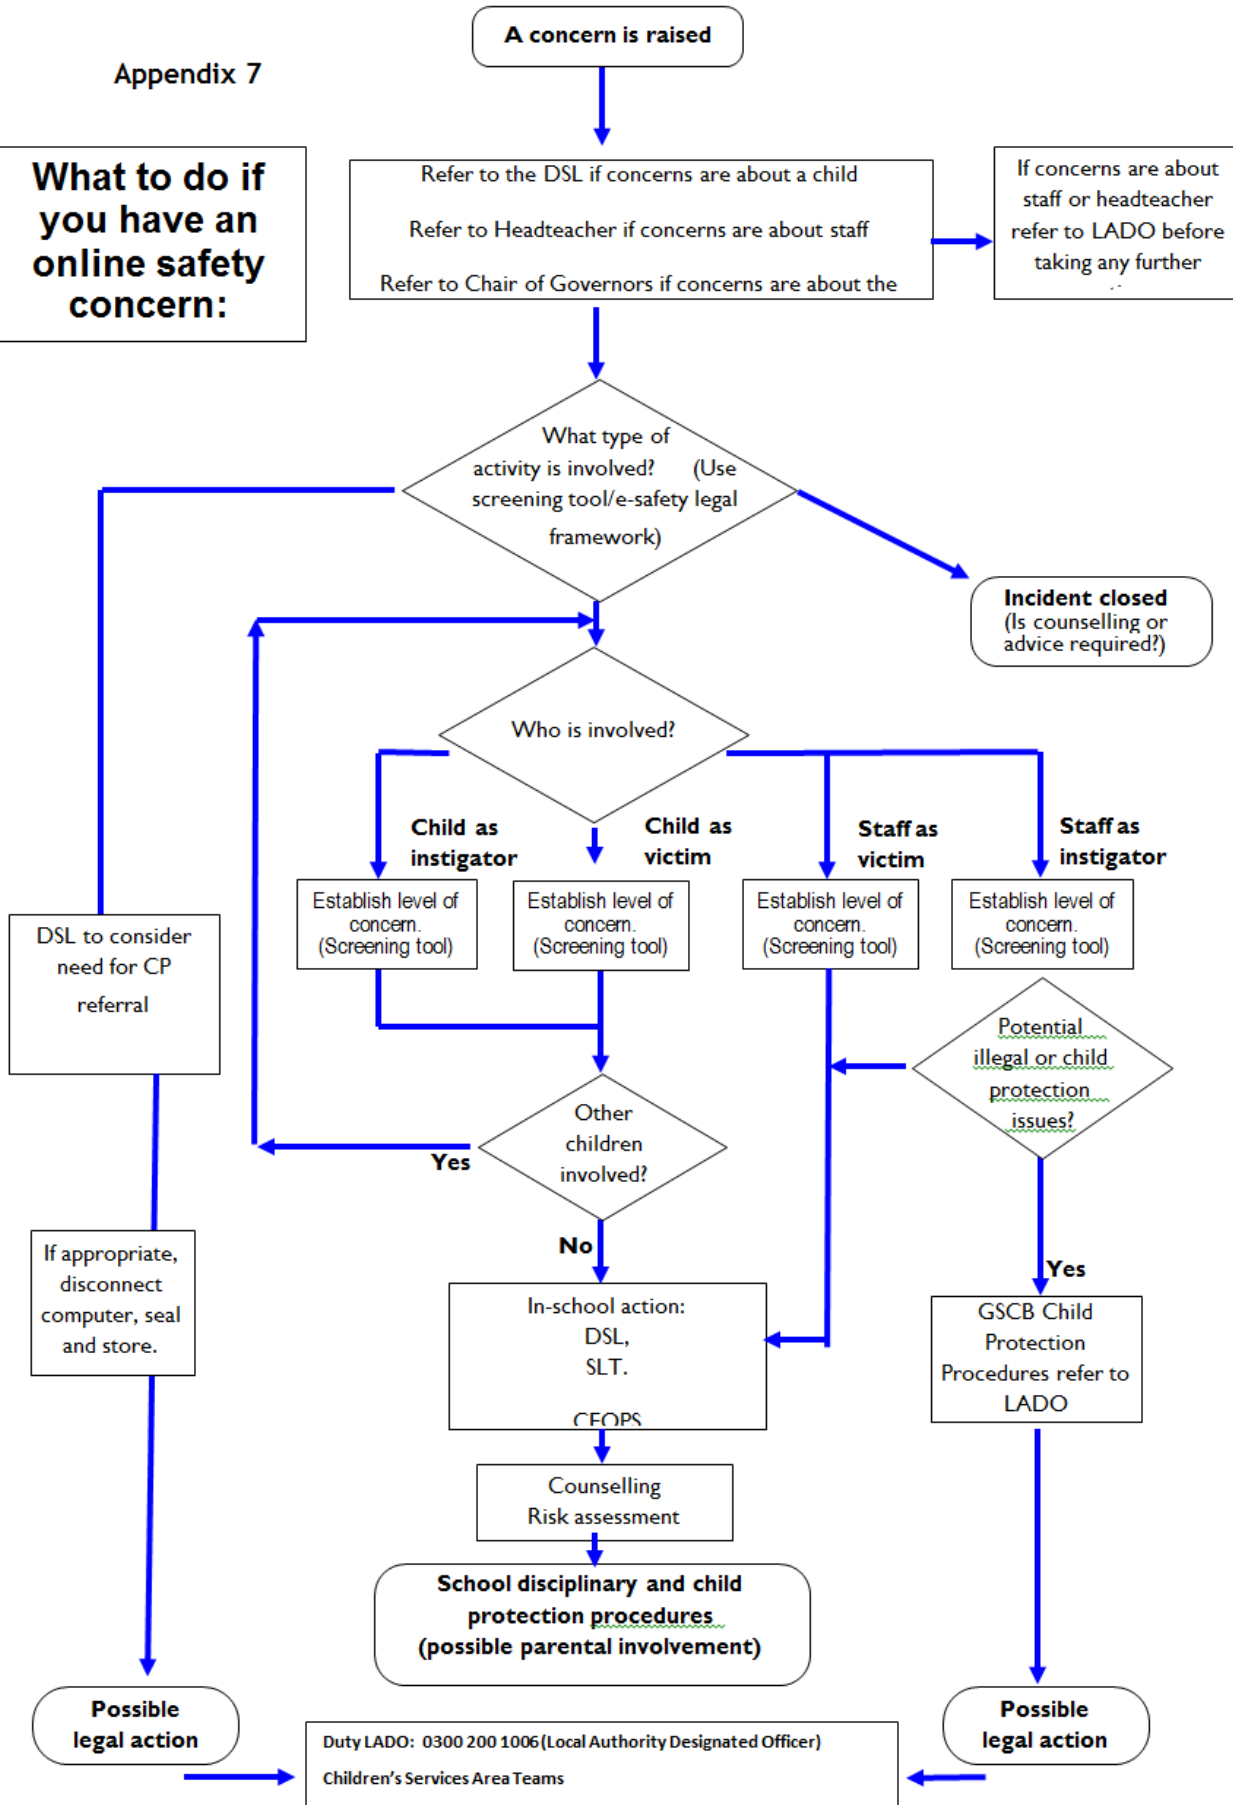 A concern is raised
Appendix 7
What to do if
you have an
online safety
concern:
Refer to the DSL if concerns are about a child
Refer to Headteacher if concerns are about staff
Refer to Chair of Governors if concerns are about the
If concerns are about
staff or headteacher
refer to LADO before
taking any further
What type of
activity is involved? (Use
screening tool/e-safety legal
framework)
Incident closed
(Is counselling or
advice required?)
Who is involved?
Child as
instigator
Child as
victim
Staff as
victim
Staff as
instigator
Establish level of
concern.
(Screening tool)
Establish level of
concern.
(Screening tool)
Establish level of
concern.
(Screening tool)
Establish level of
concern.
(Screening tool)
DSL to consider
need for CP
referral
Potential
illegal or child
protection
issues?
Other
children
involved?
Yes
No
If appropriate,
disconnect
computer, seal
and store.
In-school action:
DSL,
SLT.
CEOPS
Yes
GSCB Child
Protection
Procedures refer to
LADO
Counselling
Risk assessment
School disciplinary and child
protection procedures
(possible parental involvement)
Possible
legal action
Possible
legal action
Duty LADO: 0300 200 1006 (Local Authority Designated Officer)
Children's Services Area Teams